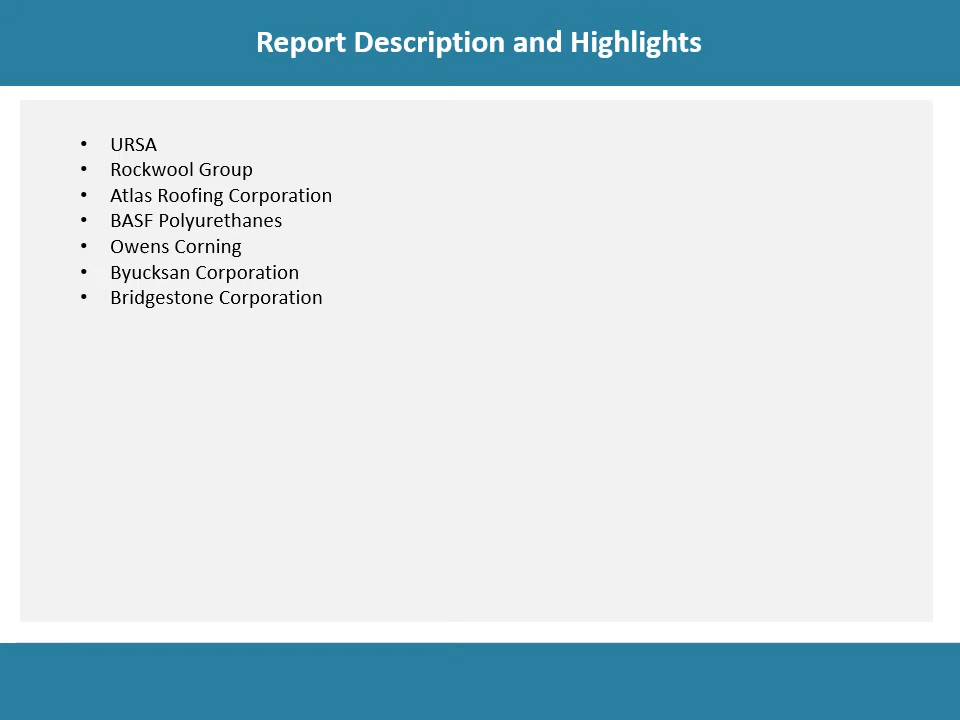 Report Description and Highlights
• URSA
• Rockwool Group
• Atlas Roofing Corporation
• BASF Polyurethanes
• Owens Corning
• Byucksan Corporation
• Bridgestone Corporation